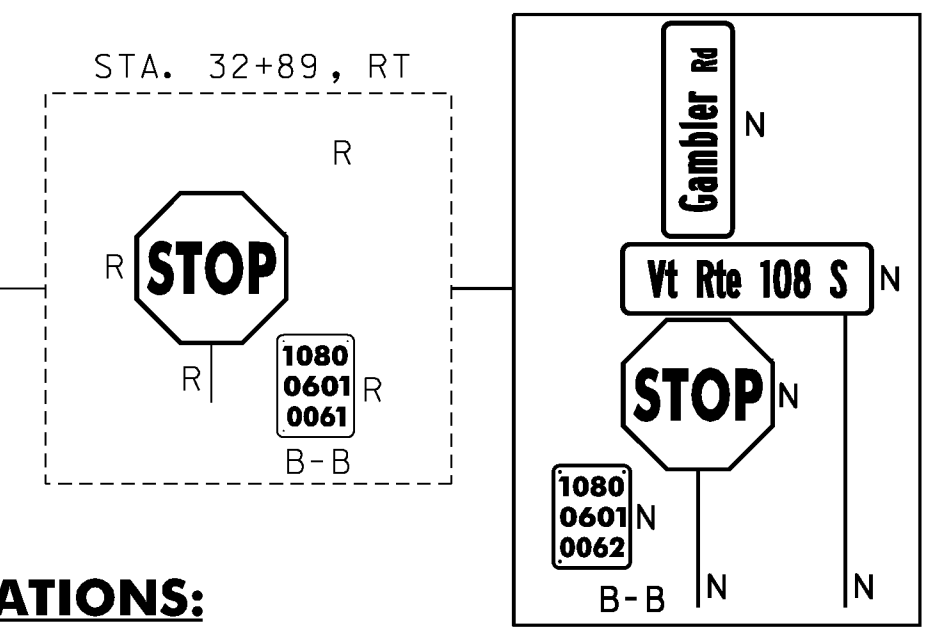 STA. 32+89, RT
R
R
STOP
R
1080
0601
0061
R
B-B
Gambler Rd
N
Vt Rte 108 S
N
STOP
N
1080
0601
0062
N
B-B
N
N
ATIONS: